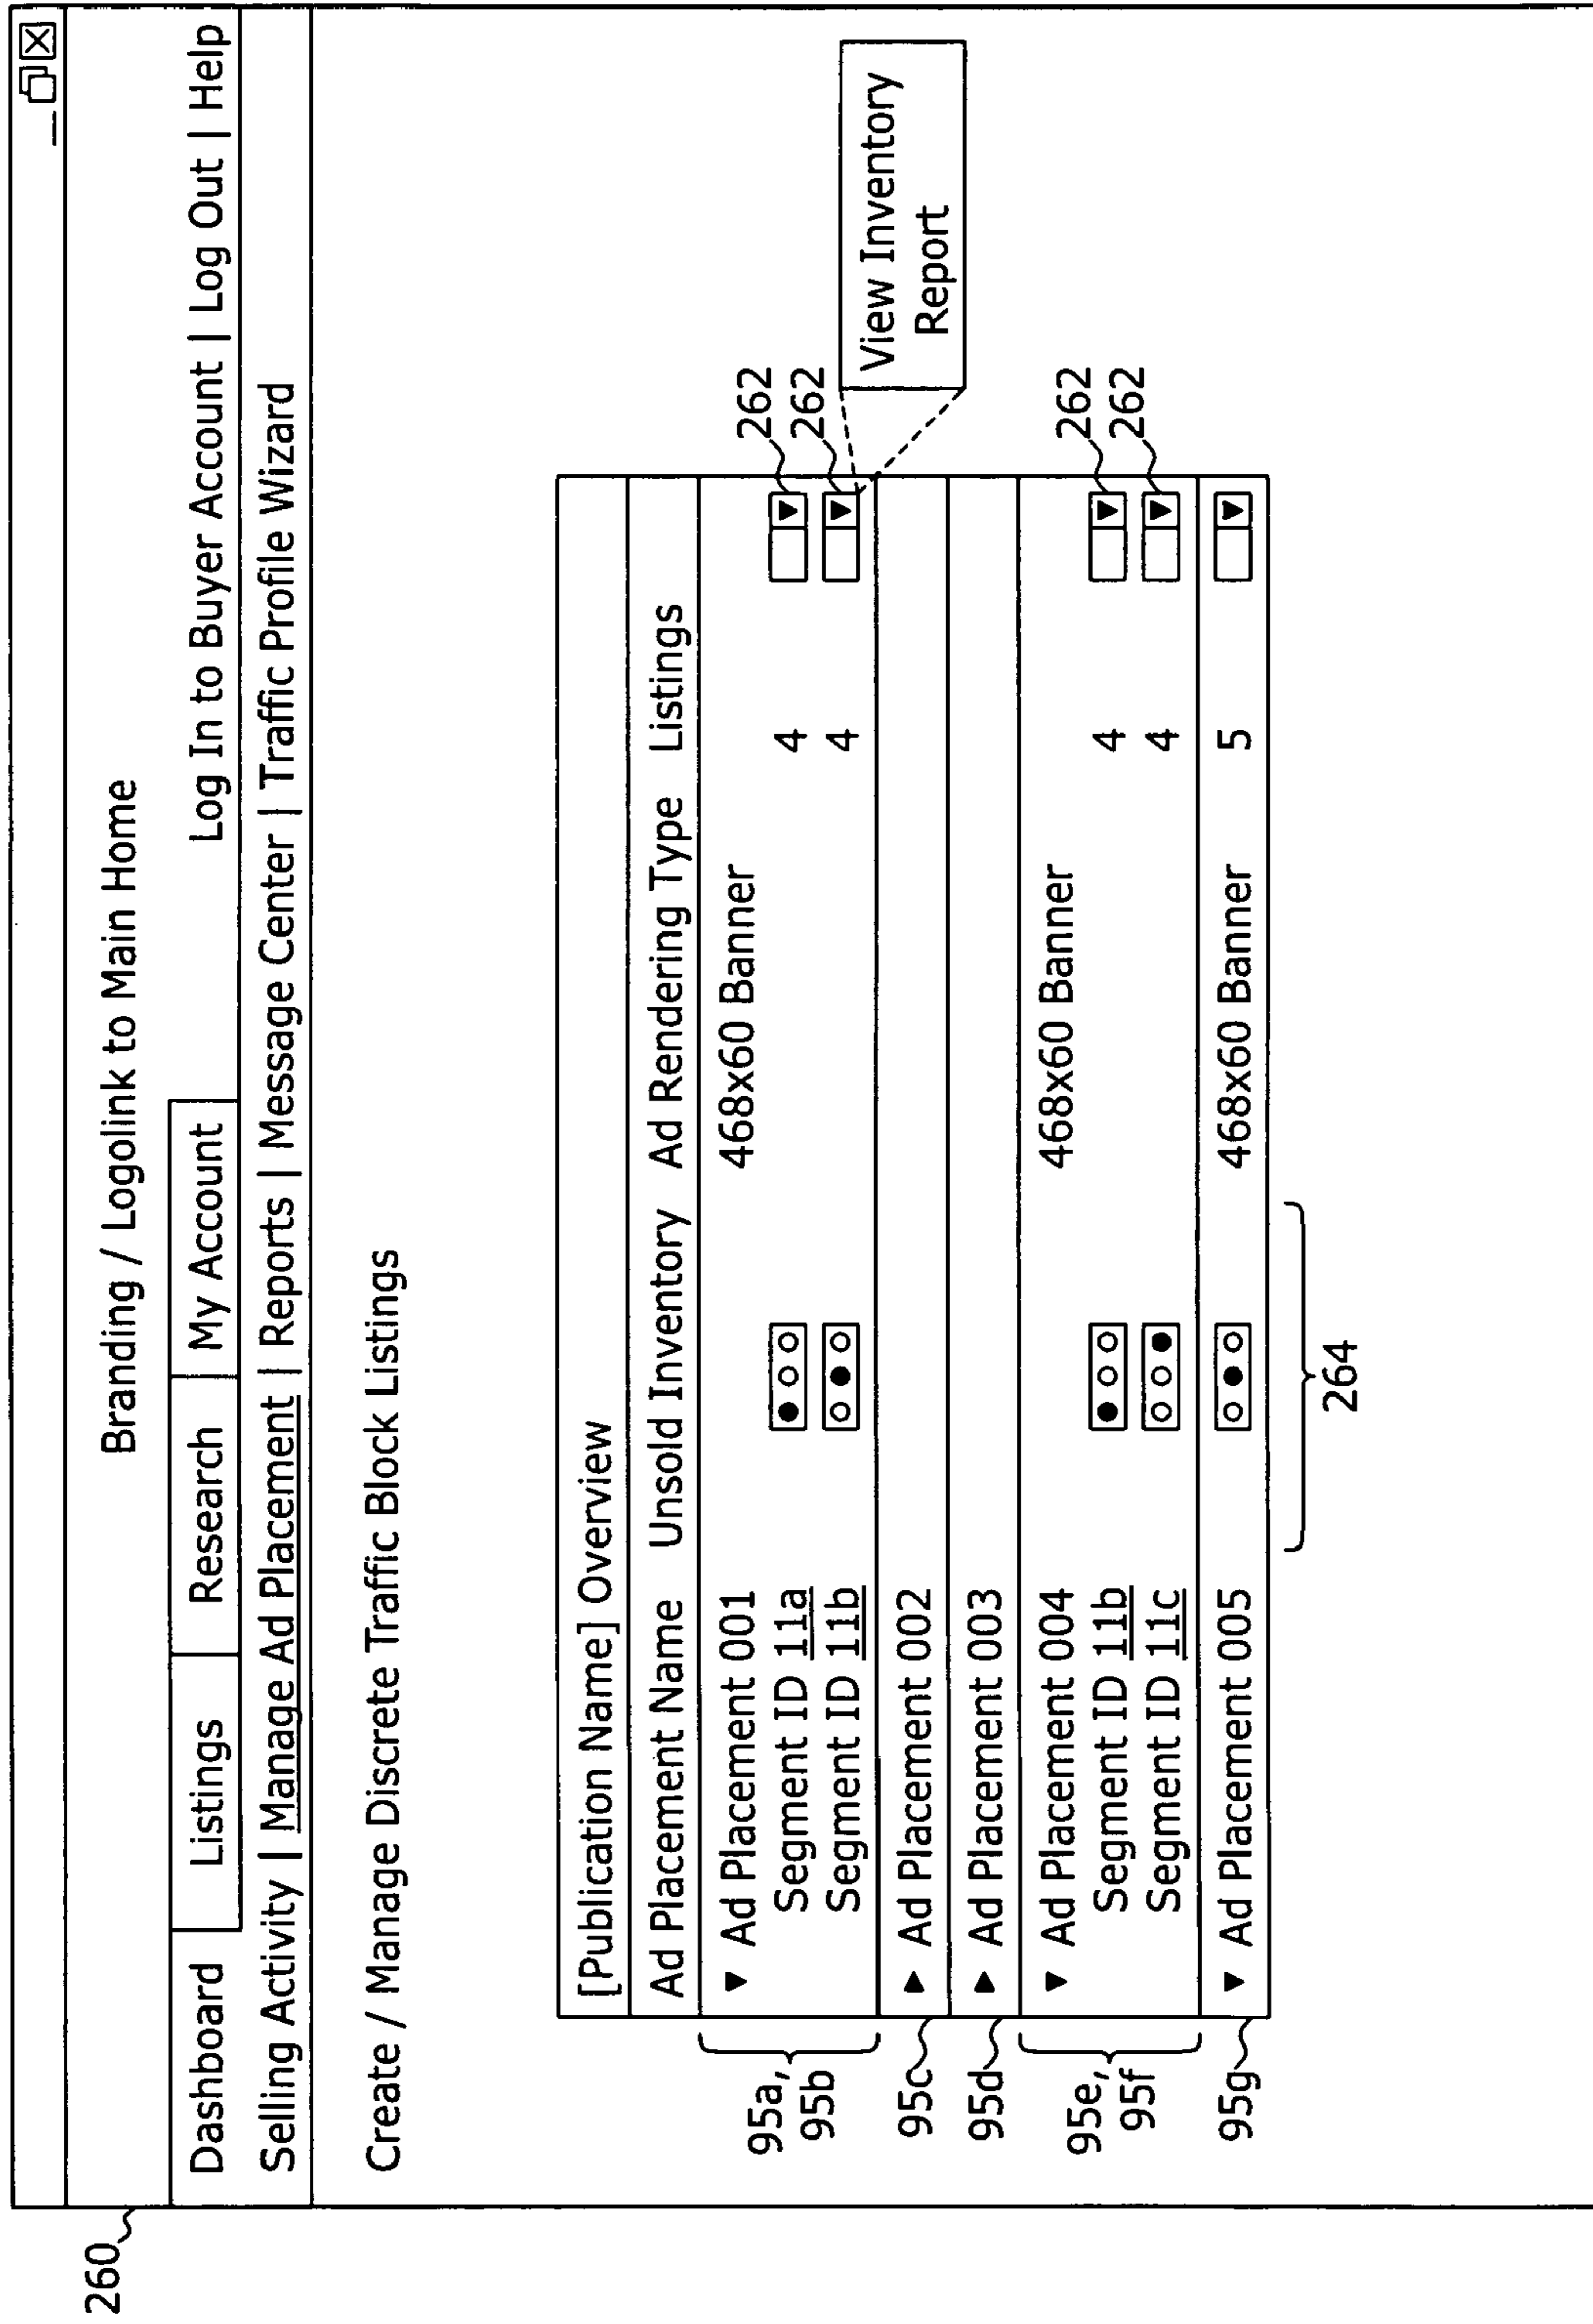 260
Branding / Logolink to Main Home
Dashboard Listings Research My Account Log In to Buyer Account | Log Out | Help
Selling Activity | Manage Ad Placement | Reports | Message Center | Traffic Profile Wizard
Create / Manage Discrete Traffic Block Listings
[Publication Name] Overview
Ad Placement Name Unsold Inventory Ad Rendering Type Listings
95a, 95b
▼ Ad Placement 001 468x60 Banner
Segment ID 11a 4 262
Segment ID 11b 4 262
View Inventory
Report
95c ▶ Ad Placement 002
95d ▶ Ad Placement 003
95e, 95f
▼ Ad Placement 004 468x60 Banner
Segment ID 11b 4 262
Segment ID 11c 4 262
95g ▼ Ad Placement 005 468x60 Banner 5
264